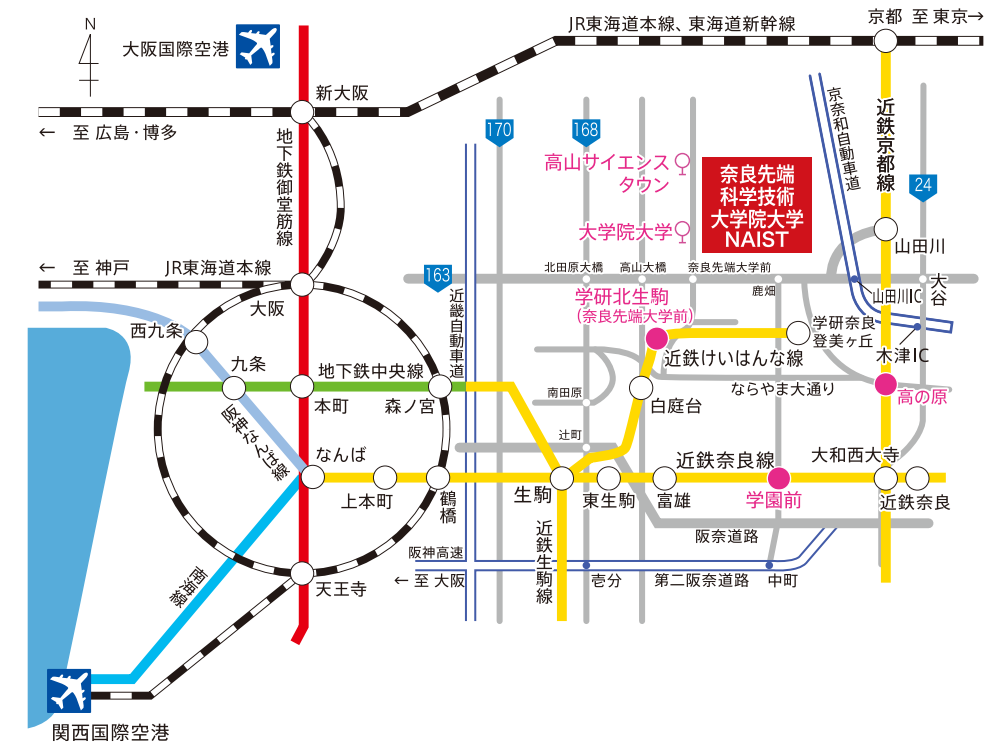 N
大阪国際空港
JR東海道本線、東海道新幹線
京都 至 東京→
新大阪
← 至 広島・博多
地下鉄御堂筋線
170
168
高山サイエンス
タウン
大学院大学
奈良先端
科学技術
大学院大学
NAIST
京奈和自動車道
近鉄京都線
24
山田川
← 至 神戸
JR東海道本線
大阪
163
近畿自動車道
北田原大橋
高山大橋
奈良先端大学前
鹿畑
山田川IC
大谷
学研北生駒
(奈良先端大学前)
学研奈良
登美ヶ丘
木津IC
西九条
九条
地下鉄中央線
本町
森ノ宮
近鉄けいはんな線
ならやま大通り
高の原
南田原
白庭台
阪神なんば線
辻町
なんば
上本町
鶴橋
生駒
東生駒
富雄
近鉄奈良線
学園前
大和西大寺
近鉄奈良
阪奈道路
近鉄生駒線
阪神高速
← 至 大阪
壱分
第二阪奈道路
中町
南海線
天王寺
関西国際空港